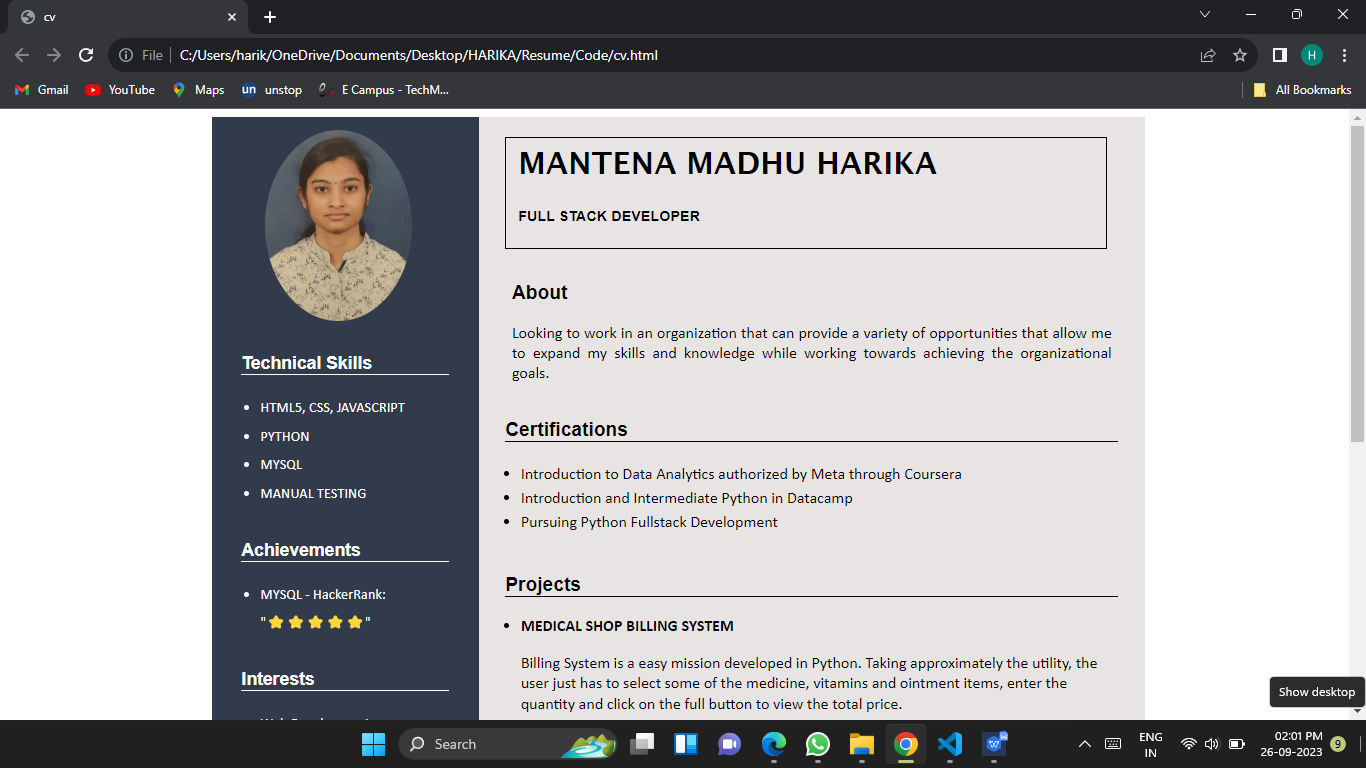 cv
File
C:/Users/harik/OneDrive/Documents/Desktop/HARIKA/Resume/Code/cv.html
H
Gmail
YouTube
Maps
un unstop
E Campus - TechM...
All Bookmarks
MANTENA MADHU HARIKA
FULL STACK DEVELOPER
About
Looking to work in an organization that can provide a variety of opportunities that allow me
to expand my skills and knowledge while working towards achieving the organizational
goals.
Technical Skills
• HTML5, CSS, JAVASCRIPT
• PYTHON
• MYSQL
• MANUAL TESTING
Certifications
• Introduction to Data Analytics authorized by Meta through Coursera
• Introduction and Intermediate Python in Datacamp
• Pursuing Python Fullstack Development
Achievements
• MYSQL - HackerRank:
"⭐⭐⭐⭐⭐"
Projects
• MEDICAL SHOP BILLING SYSTEM
Billing System is a easy mission developed in Python. Taking approximately the utility, the
user just has to select some of the medicine, vitamins and ointment items, enter the
quantity and click on the full button to view the total price.
Interests
Show desktop
Search
W
ENG
IN
02:01 PM
26-09-2023
9